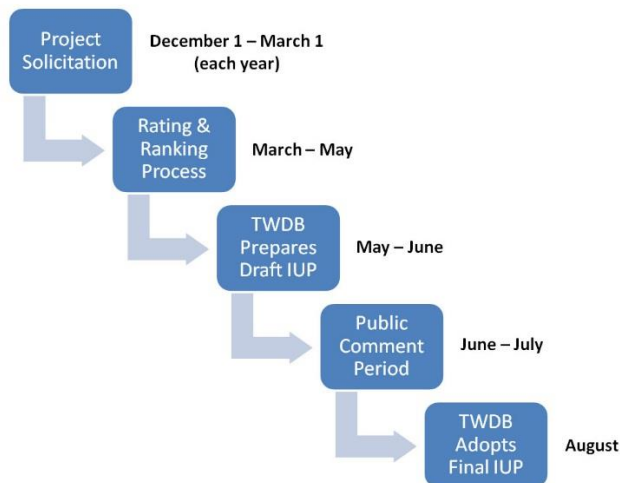 Project
Solicitation
December 1 – March 1
(each year)
Rating &
Ranking
Process
March – May
TWDB
Prepares
Draft IUP
May – June
Public
Comment
Period
June – July
TWDB
Adopts
Final IUP
August